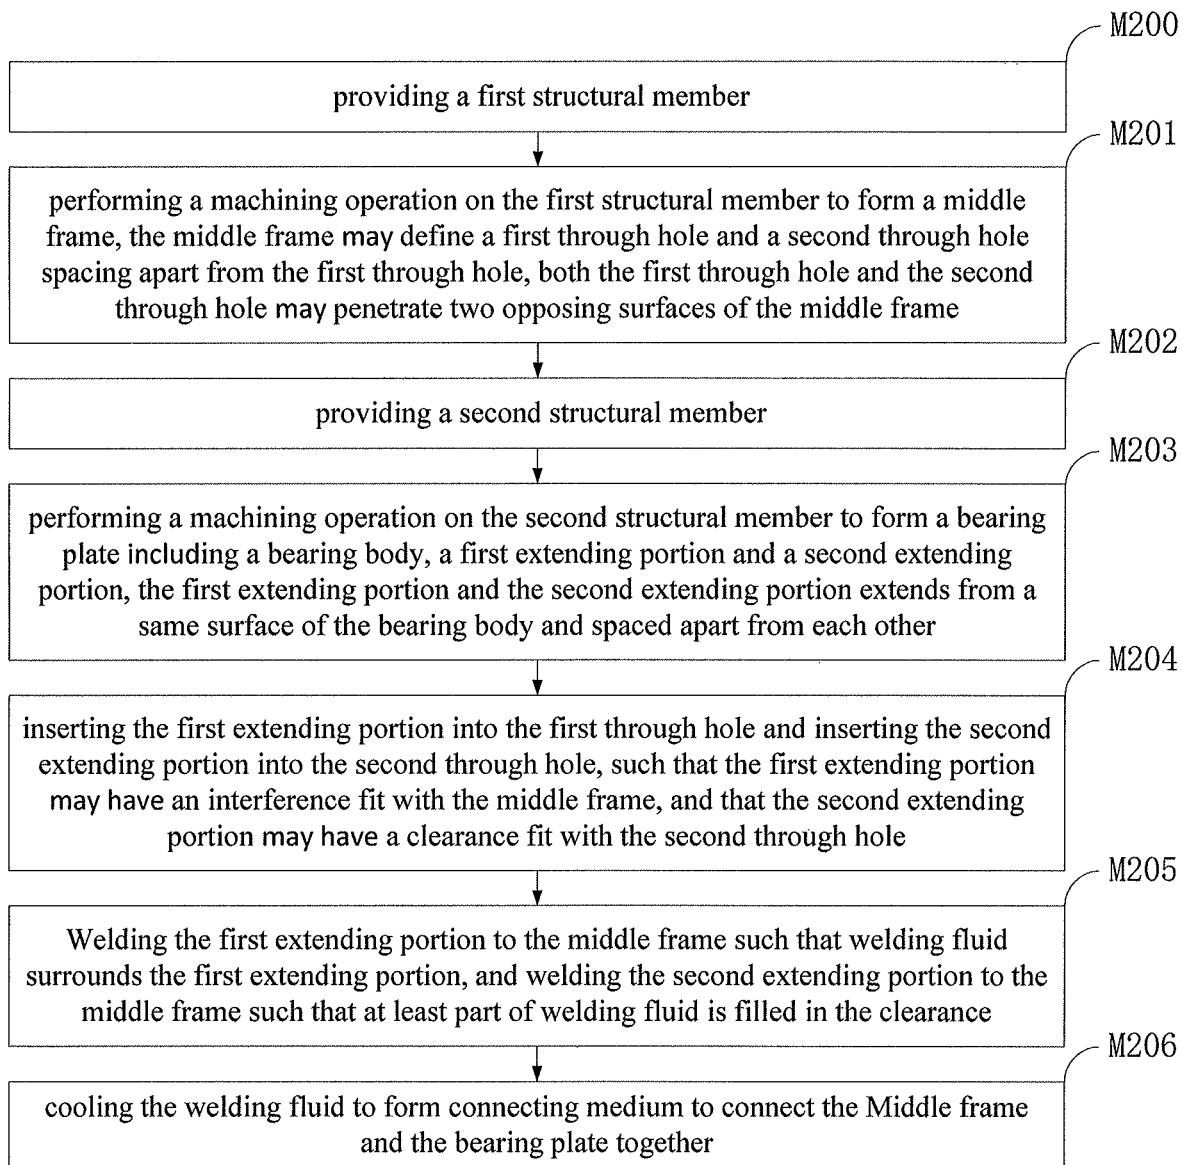 M200
providing a first structural member
M201
performing a machining operation on the first structural member to form a middle
frame, the middle frame may define a first through hole and a second through hole
spacing apart from the first through hole, both the first through hole and the second
through hole may penetrate two opposing surfaces of the middle frame
M202
providing a second structural member
M203
performing a machining operation on the second structural member to form a bearing
plate including a bearing body, a first extending portion and a second extending
portion, the first extending portion and the second extending portion extends from a
same surface of the bearing body and spaced apart from each other
M204
inserting the first extending portion into the first through hole and inserting the second
extending portion into the second through hole, such that the first extending portion
may have an interference fit with the middle frame, and that the second extending
portion may have a clearance fit with the second through hole
M205
Welding the first extending portion to the middle frame such that welding fluid
surrounds the first extending portion, and welding the second extending portion to the
middle frame such that at least part of welding fluid is filled in the clearance
M206
cooling the welding fluid to form connecting medium to connect the Middle frame
and the bearing plate together